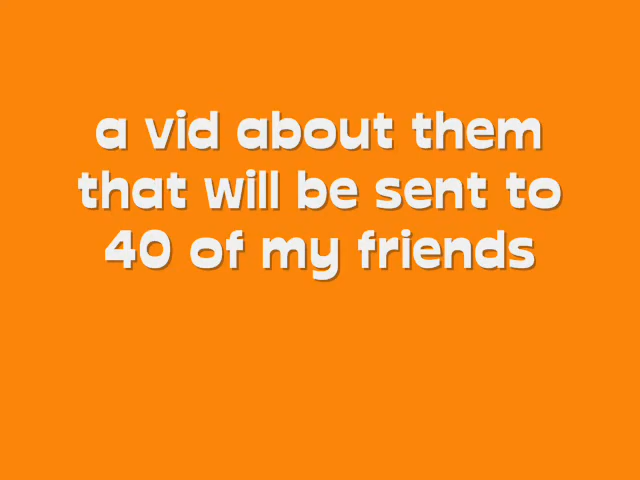 a vid about them
that will be sent to
40 of my friends